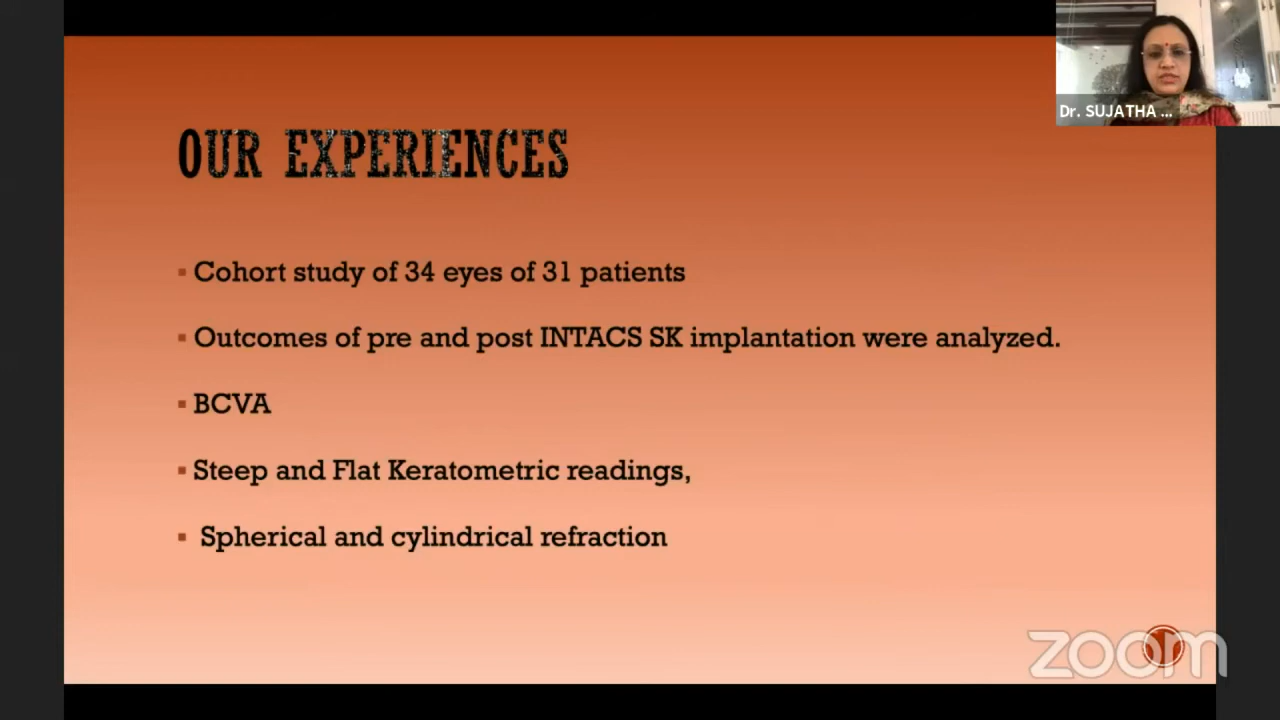 Dr. SUJATHA ...
OUR EXPERIENCES
▪ Cohort study of 34 eyes of 31 patients
▪ Outcomes of pre and post INTACS SK implantation were analyzed.
▪ BCVA
▪ Steep and Flat Keratometric readings,
▪ Spherical and cylindrical refraction
zoom